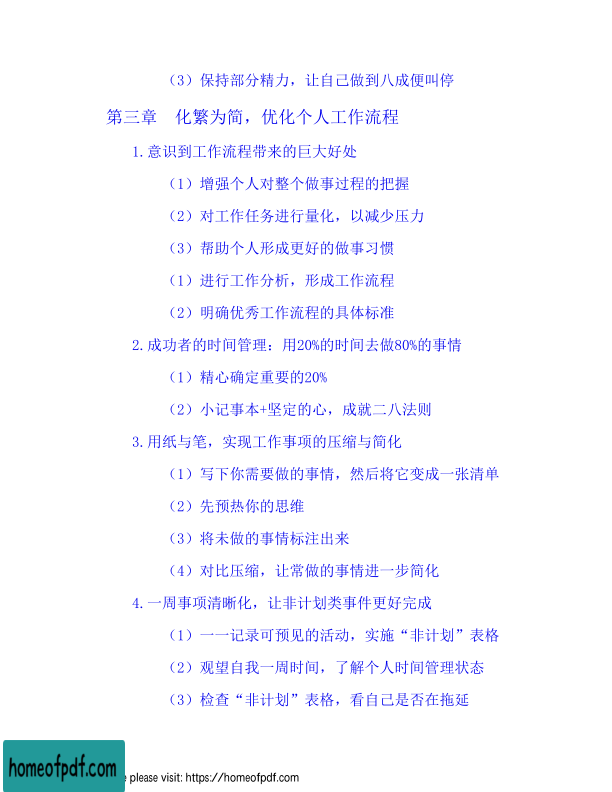 （3）保持部分精力，让自己做到八成便叫停
第三章　化繁为简，优化个人工作流程
1.意识到工作流程带来的巨大好处
（1）增强个人对整个做事过程的把握
（2）对工作任务进行量化，以减少压力
（3）帮助个人形成更好的做事习惯
（1）进行工作分析，形成工作流程
（2）明确优秀工作流程的具体标准
2.成功者的时间管理：用20%的时间去做80%的事情
（1）精心确定重要的20%
（2）小记事本+坚定的心，成就二八法则
3.用纸与笔，实现工作事项的压缩与简化
（1）写下你需要做的事情，然后将它变成一张清单
（2）先预热你的思维
（3）将未做的事情标注出来
（4）对比压缩，让常做的事情进一步简化
4.一周事项清晰化，让非计划类事件更好完成
（1）一一记录可预见的活动，实施“非计划”表格
（2）观望自我一周时间，了解个人时间管理状态
（3）检查“非计划”表格，看自己是否在拖延
homeofpdf.com
please visit: https://homeofpdf.com